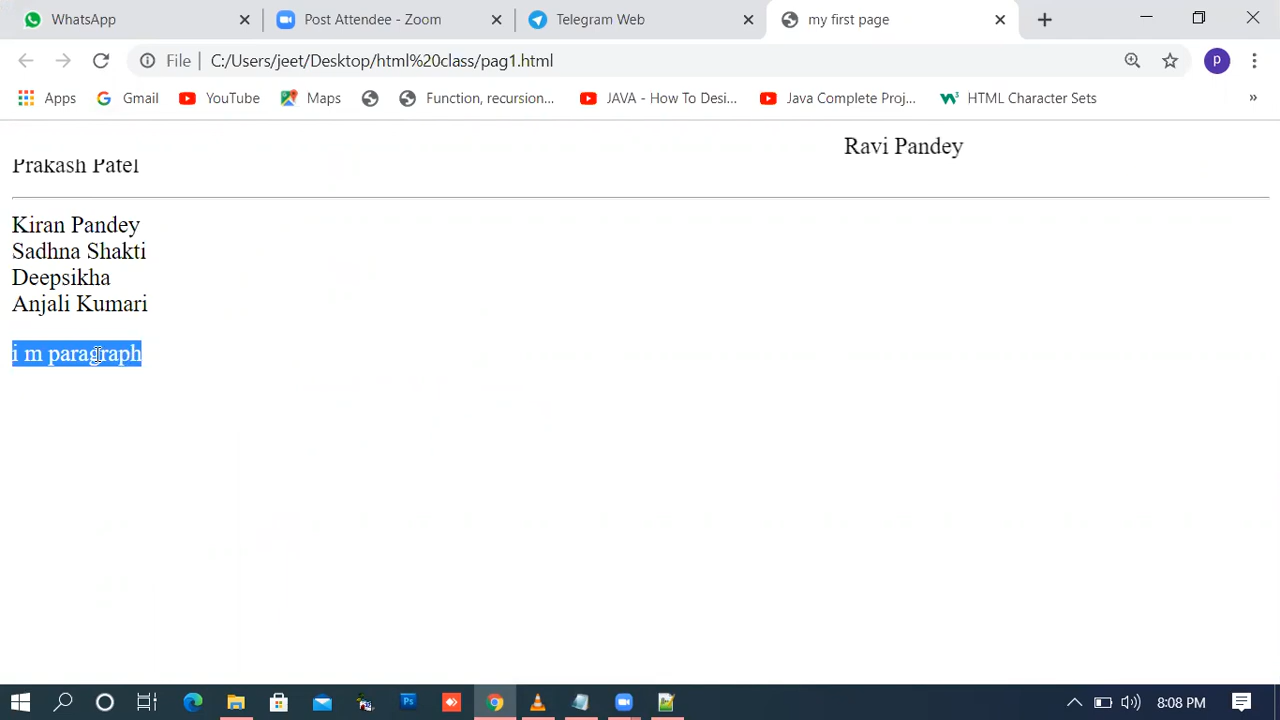 WhatsApp
Post Attendee - Zoom
Telegram Web
my first page
File
C:/Users/jeet/Desktop/html%20class/pag1.html
P
Apps
Gmail
YouTube
Maps
Function, recursion...
JAVA - How To Desi...
Java Complete Proj...
HTML Character Sets
»
Ravi Pandey
Prakash Patel
Kiran Pandey
Sadhna Shakti
Deepsikha
Anjali Kumari
i m paragraph
Ps
8:08 PM